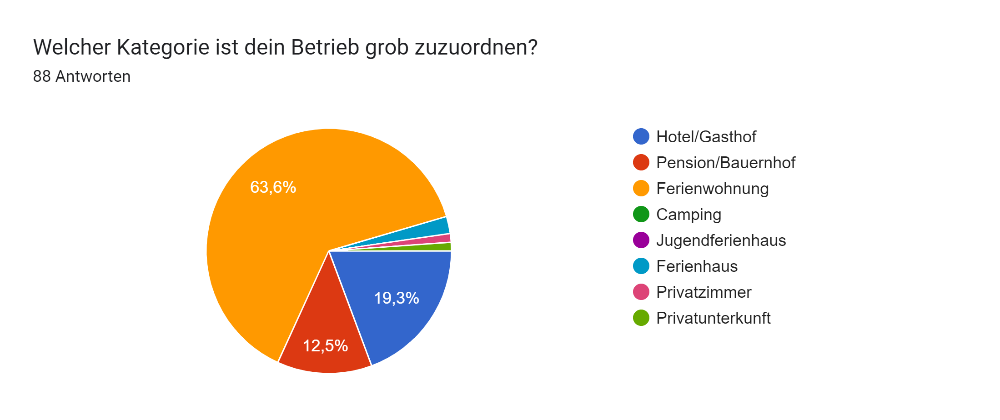 Welcher Kategorie ist dein Betrieb grob zuzuordnen?
88 Antworten
63,6%
19,3%
12,5%
Hotel/Gasthof
Pension/Bauernhof
Ferienwohnung
Camping
Jugendferienhaus
Ferienhaus
Privatzimmer
Privatunterkunft